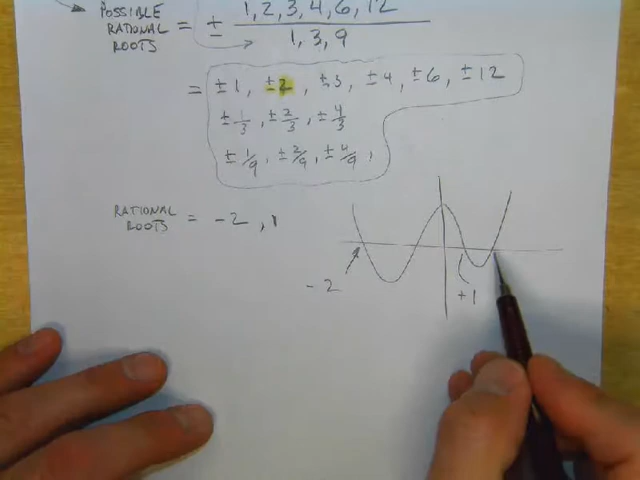 POSSIBLE RATIONAL ROOTS = ± 1, 2, 3, 4, 6, 12
1, 3, 9
= ±1, ±2, ±3, ±4, ±6, ±12
±1/3, ±2/3, ±4/3
±1/9, ±2/9, ±4/9,
RATIONAL ROOTS = -2, 1
-2
+1